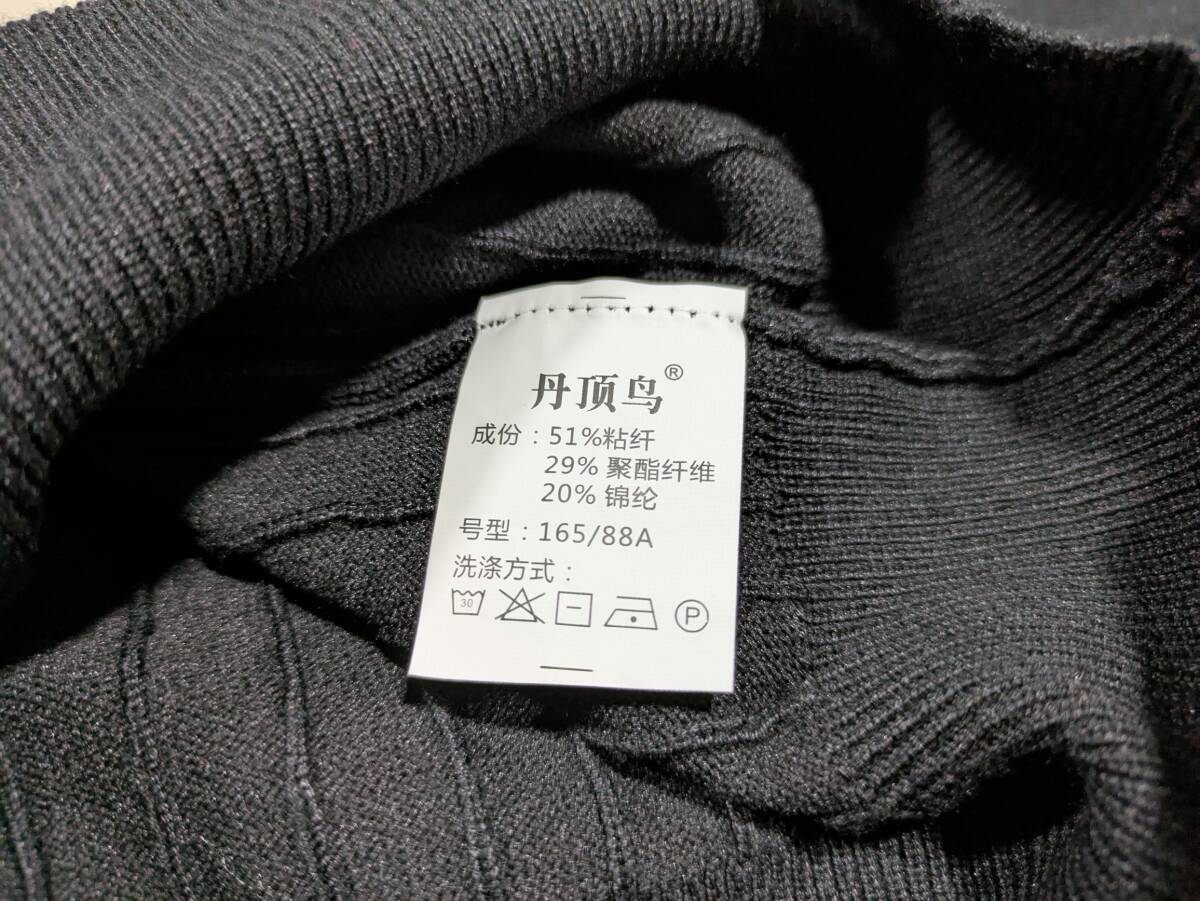 丹顶鸟®
成份：51%粘纤
29% 聚酯纤维
20% 锦纶
号型：165/88A
洗涤方式：
30 P